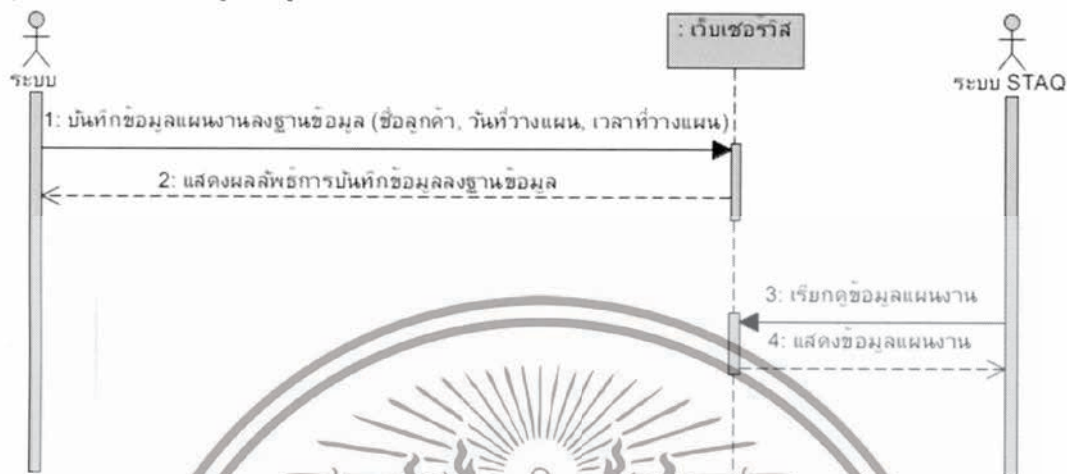 : เว็บเซอร์วิส
ระบบ
ระบบ STAQ
1: บันทึกข้อมูลแผนงานลงฐานข้อมูล (ชื่อลูกค้า, วันที่วางแผน, เวลาที่วางแผน)
2: แสดงผลลัพธ์การบันทึกข้อมูลลงฐานข้อมูล
3: เรียกดูข้อมูลแผนงาน
4: แสดงข้อมูลแผนงาน